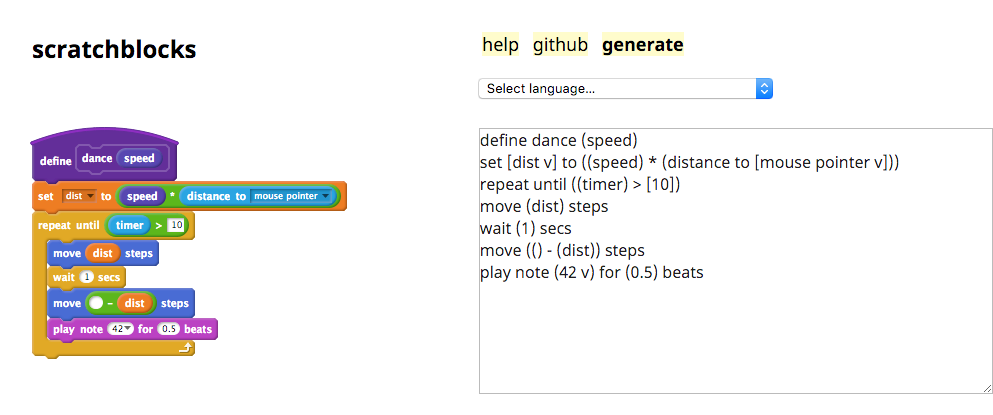 scratchblocks
help github generate
Select language...
define dance speed
set dist to speed * distance to mouse pointer
repeat until timer > 10
move dist steps
wait 1 secs
move - dist steps
play note 42 for 0.5 beats
define dance (speed)
set [dist v] to ((speed) * (distance to [mouse pointer v]))
repeat until ((timer) > [10])
move (dist) steps
wait (1) secs
move (() - (dist)) steps
play note (42 v) for (0.5) beats